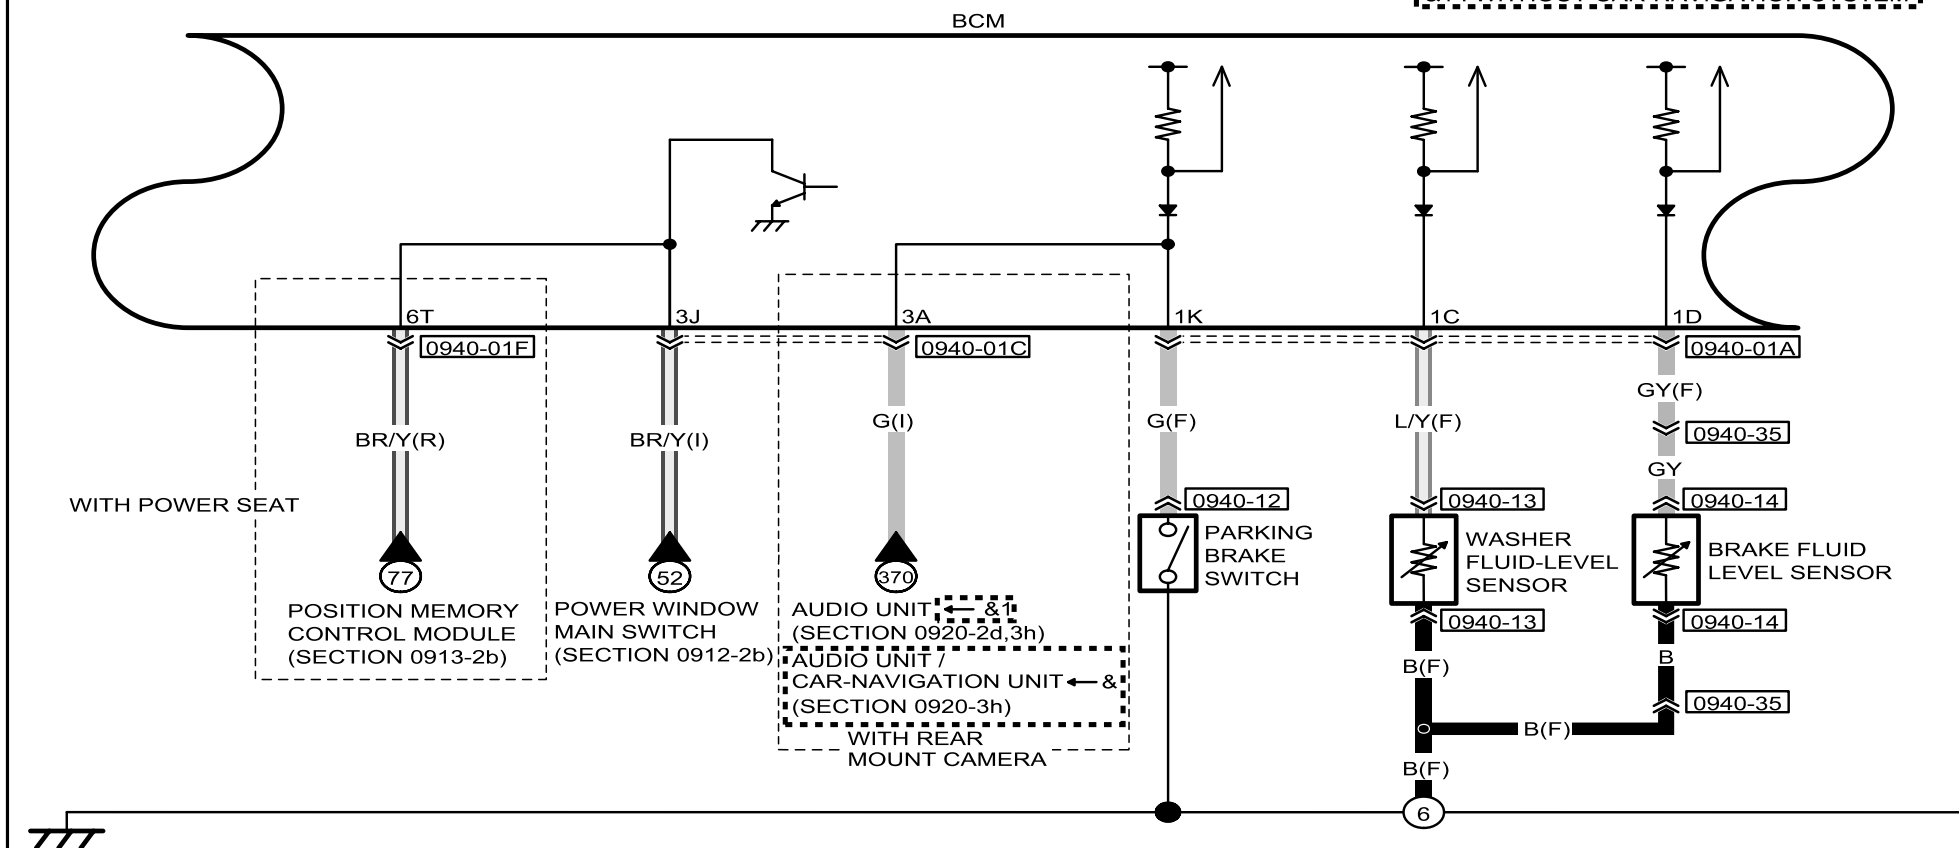 BCM
6T
3J
3A
1K
1C
1D
0940-01F
0940-01C
0940-01A
GY(F)
BR/Y(R)
BR/Y(I)
G(I)
G(F)
L/Y(F)
0940-35
GY
WITH POWER SEAT
0940-12
0940-13
0940-14
PARKING
BRAKE
SWITCH
WASHER
FLUID-LEVEL
SENSOR
BRAKE FLUID
LEVEL SENSOR
77
52
370
POSITION MEMORY
CONTROL MODULE
(SECTION 0913-2b)
POWER WINDOW
MAIN SWITCH
(SECTION 0912-2b)
AUDIO UNIT ← &1
(SECTION 0920-2d,3h)
AUDIO UNIT /
CAR-NAVIGATION UNIT ← &
(SECTION 0920-3h)
WITH REAR
MOUNT CAMERA
0940-13
0940-14
B(F)
B
0940-35
B(F)
B(F)
6